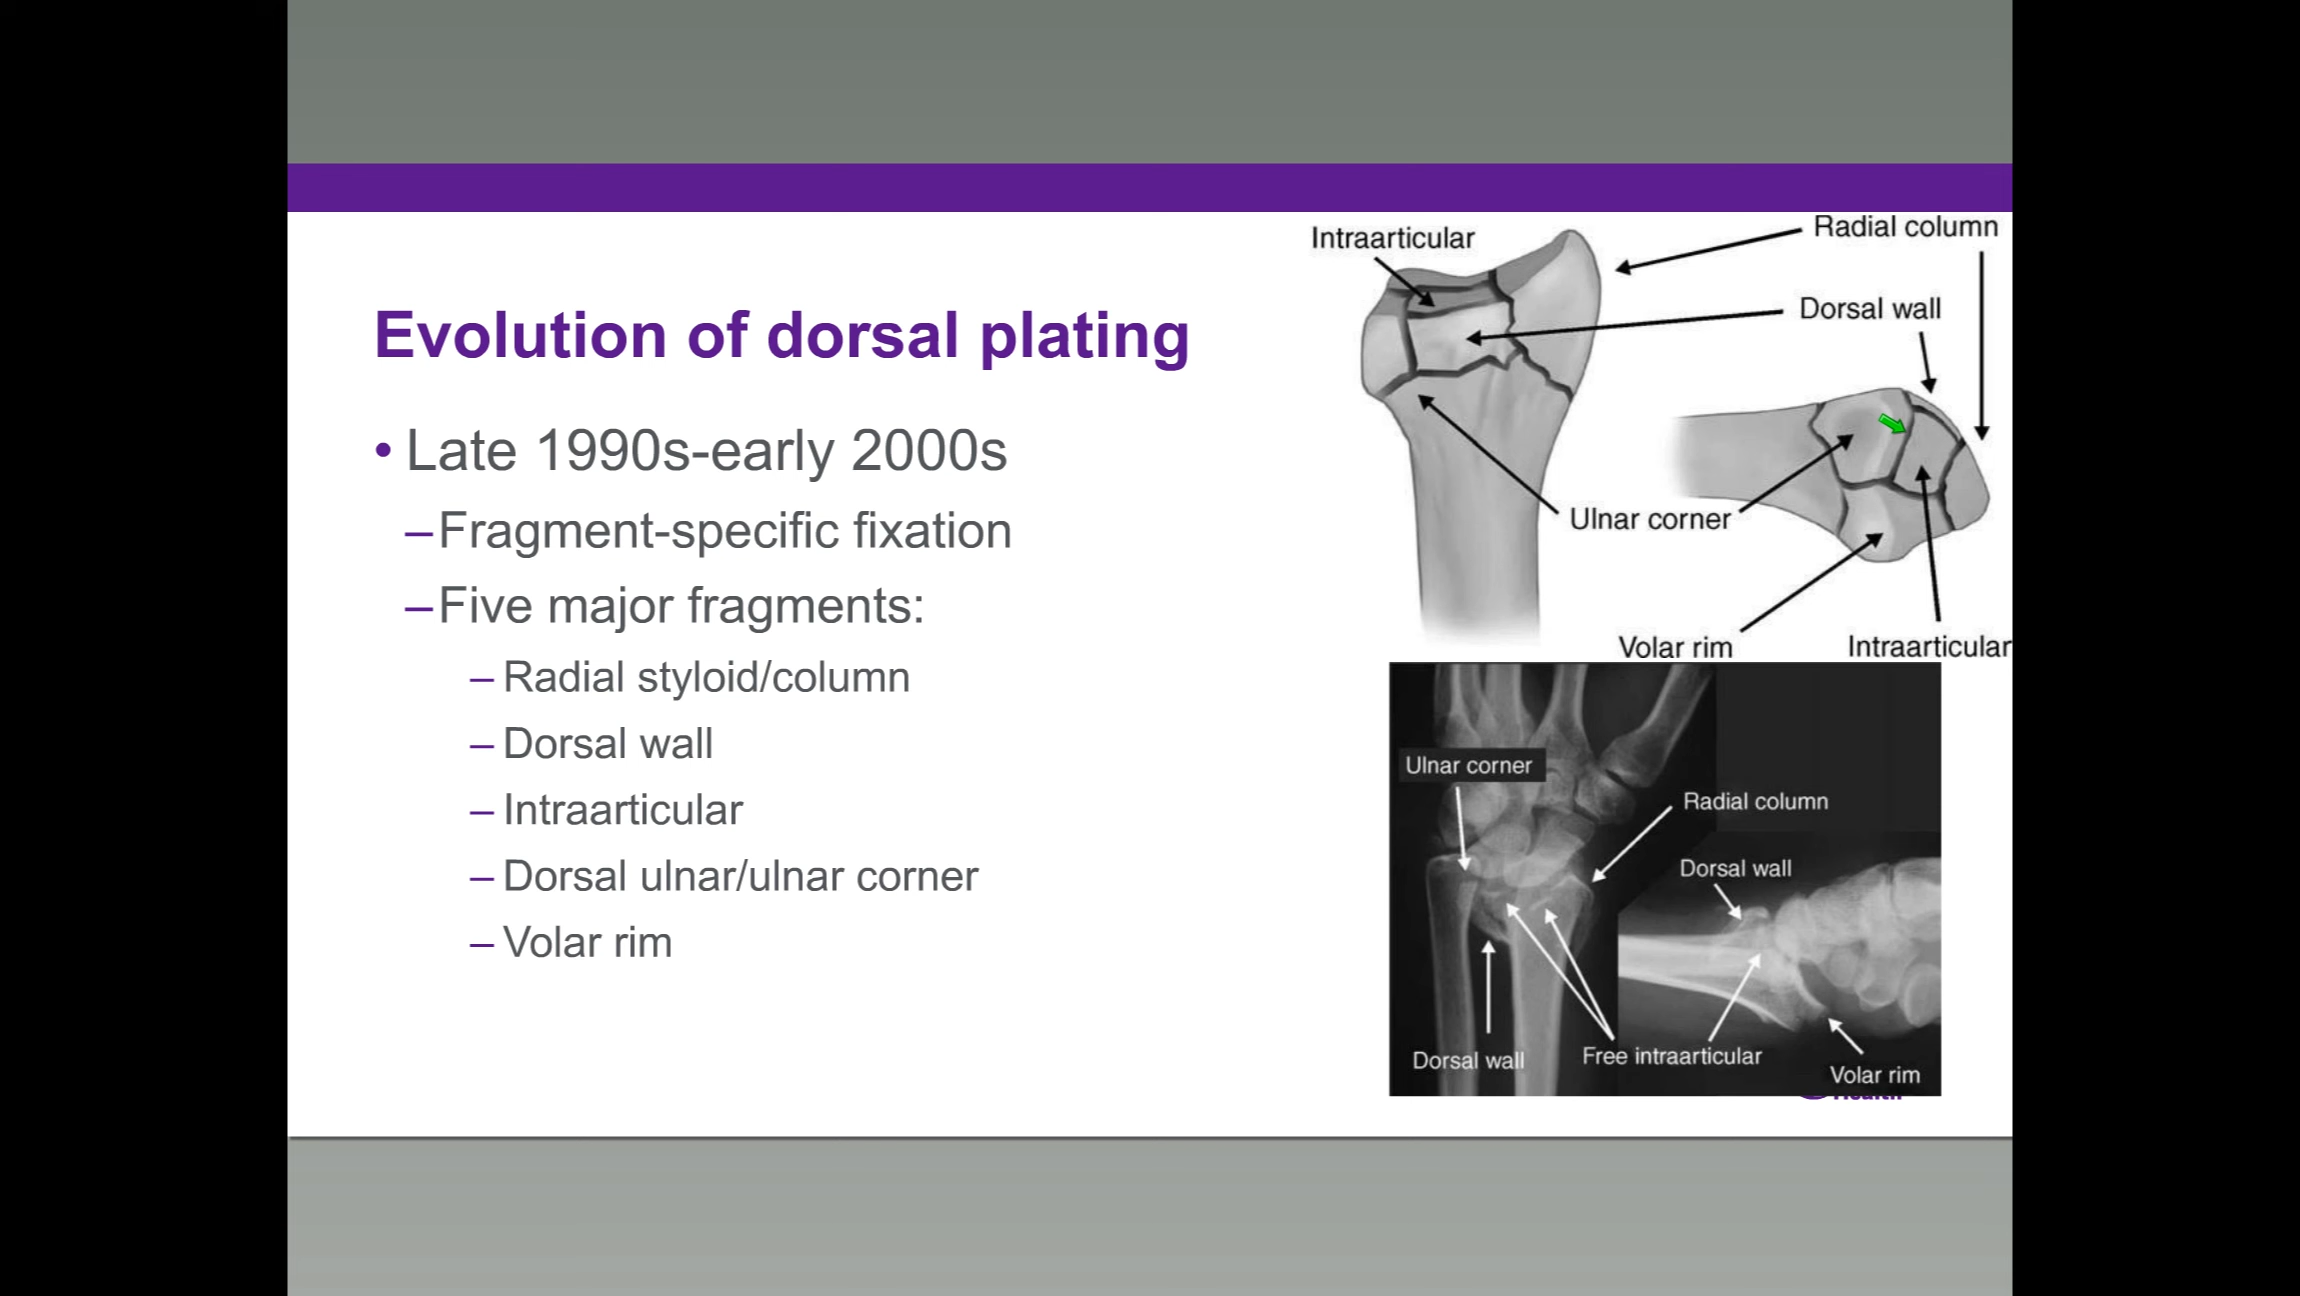 Evolution of dorsal plating
• Late 1990s-early 2000s
–Fragment-specific fixation
–Five major fragments:
– Radial styloid/column
– Dorsal wall
– Intraarticular
– Dorsal ulnar/ulnar corner
– Volar rim
Intraarticular
Radial column
Dorsal wall
Ulnar corner
Volar rim
Intraarticular
Ulnar corner
Radial column
Dorsal wall
Dorsal wall
Free intraarticular
Volar rim